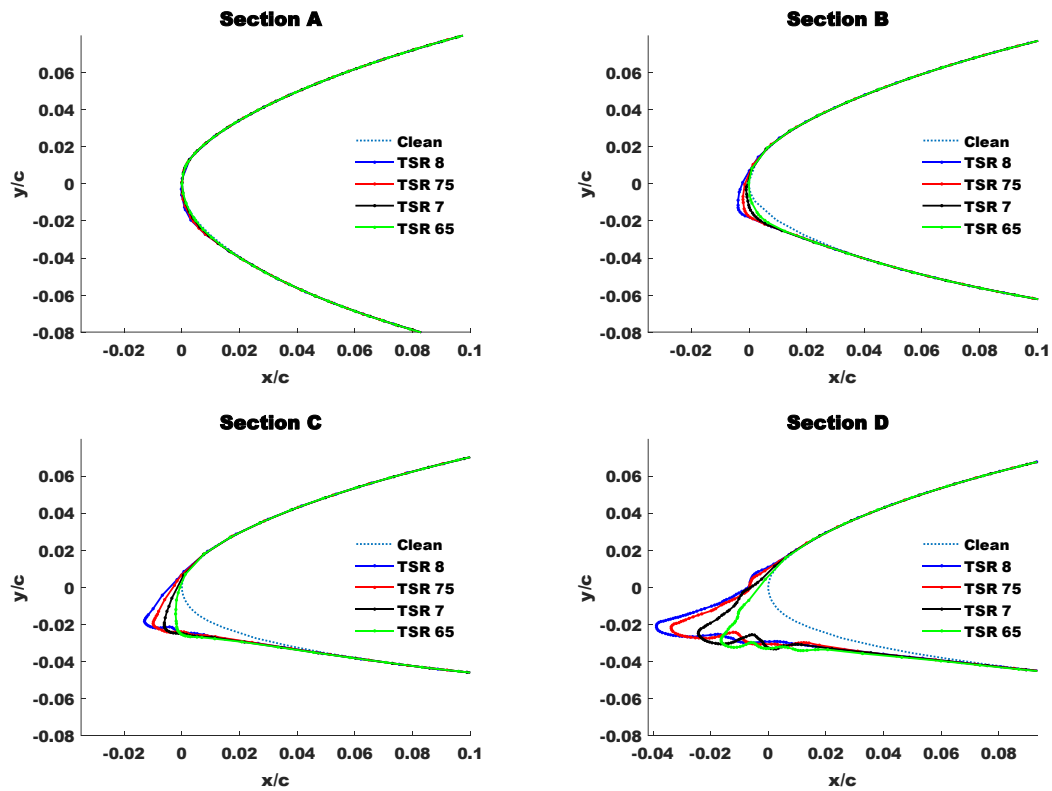 Section A
0.06
0.04
0.02
0
-0.02
-0.04
-0.06
-0.08
y/c
-0.02 0 0.02 0.04 0.06 0.08 0.1
x/c
Clean
TSR 8
TSR 75
TSR 7
TSR 65
Section B
0.06
0.04
0.02
0
-0.02
-0.04
-0.06
-0.08
y/c
-0.02 0 0.02 0.04 0.06 0.08 0.1
x/c
Clean
TSR 8
TSR 75
TSR 7
TSR 65
Section C
0.06
0.04
0.02
0
-0.02
-0.04
-0.06
-0.08
y/c
-0.02 0 0.02 0.04 0.06 0.08 0.1
x/c
Clean
TSR 8
TSR 75
TSR 7
TSR 65
Section D
0.06
0.04
0.02
0
-0.02
-0.04
-0.06
-0.08
y/c
-0.04 -0.02 0 0.02 0.04 0.06 0.08
x/c
Clean
TSR 8
TSR 75
TSR 7
TSR 65